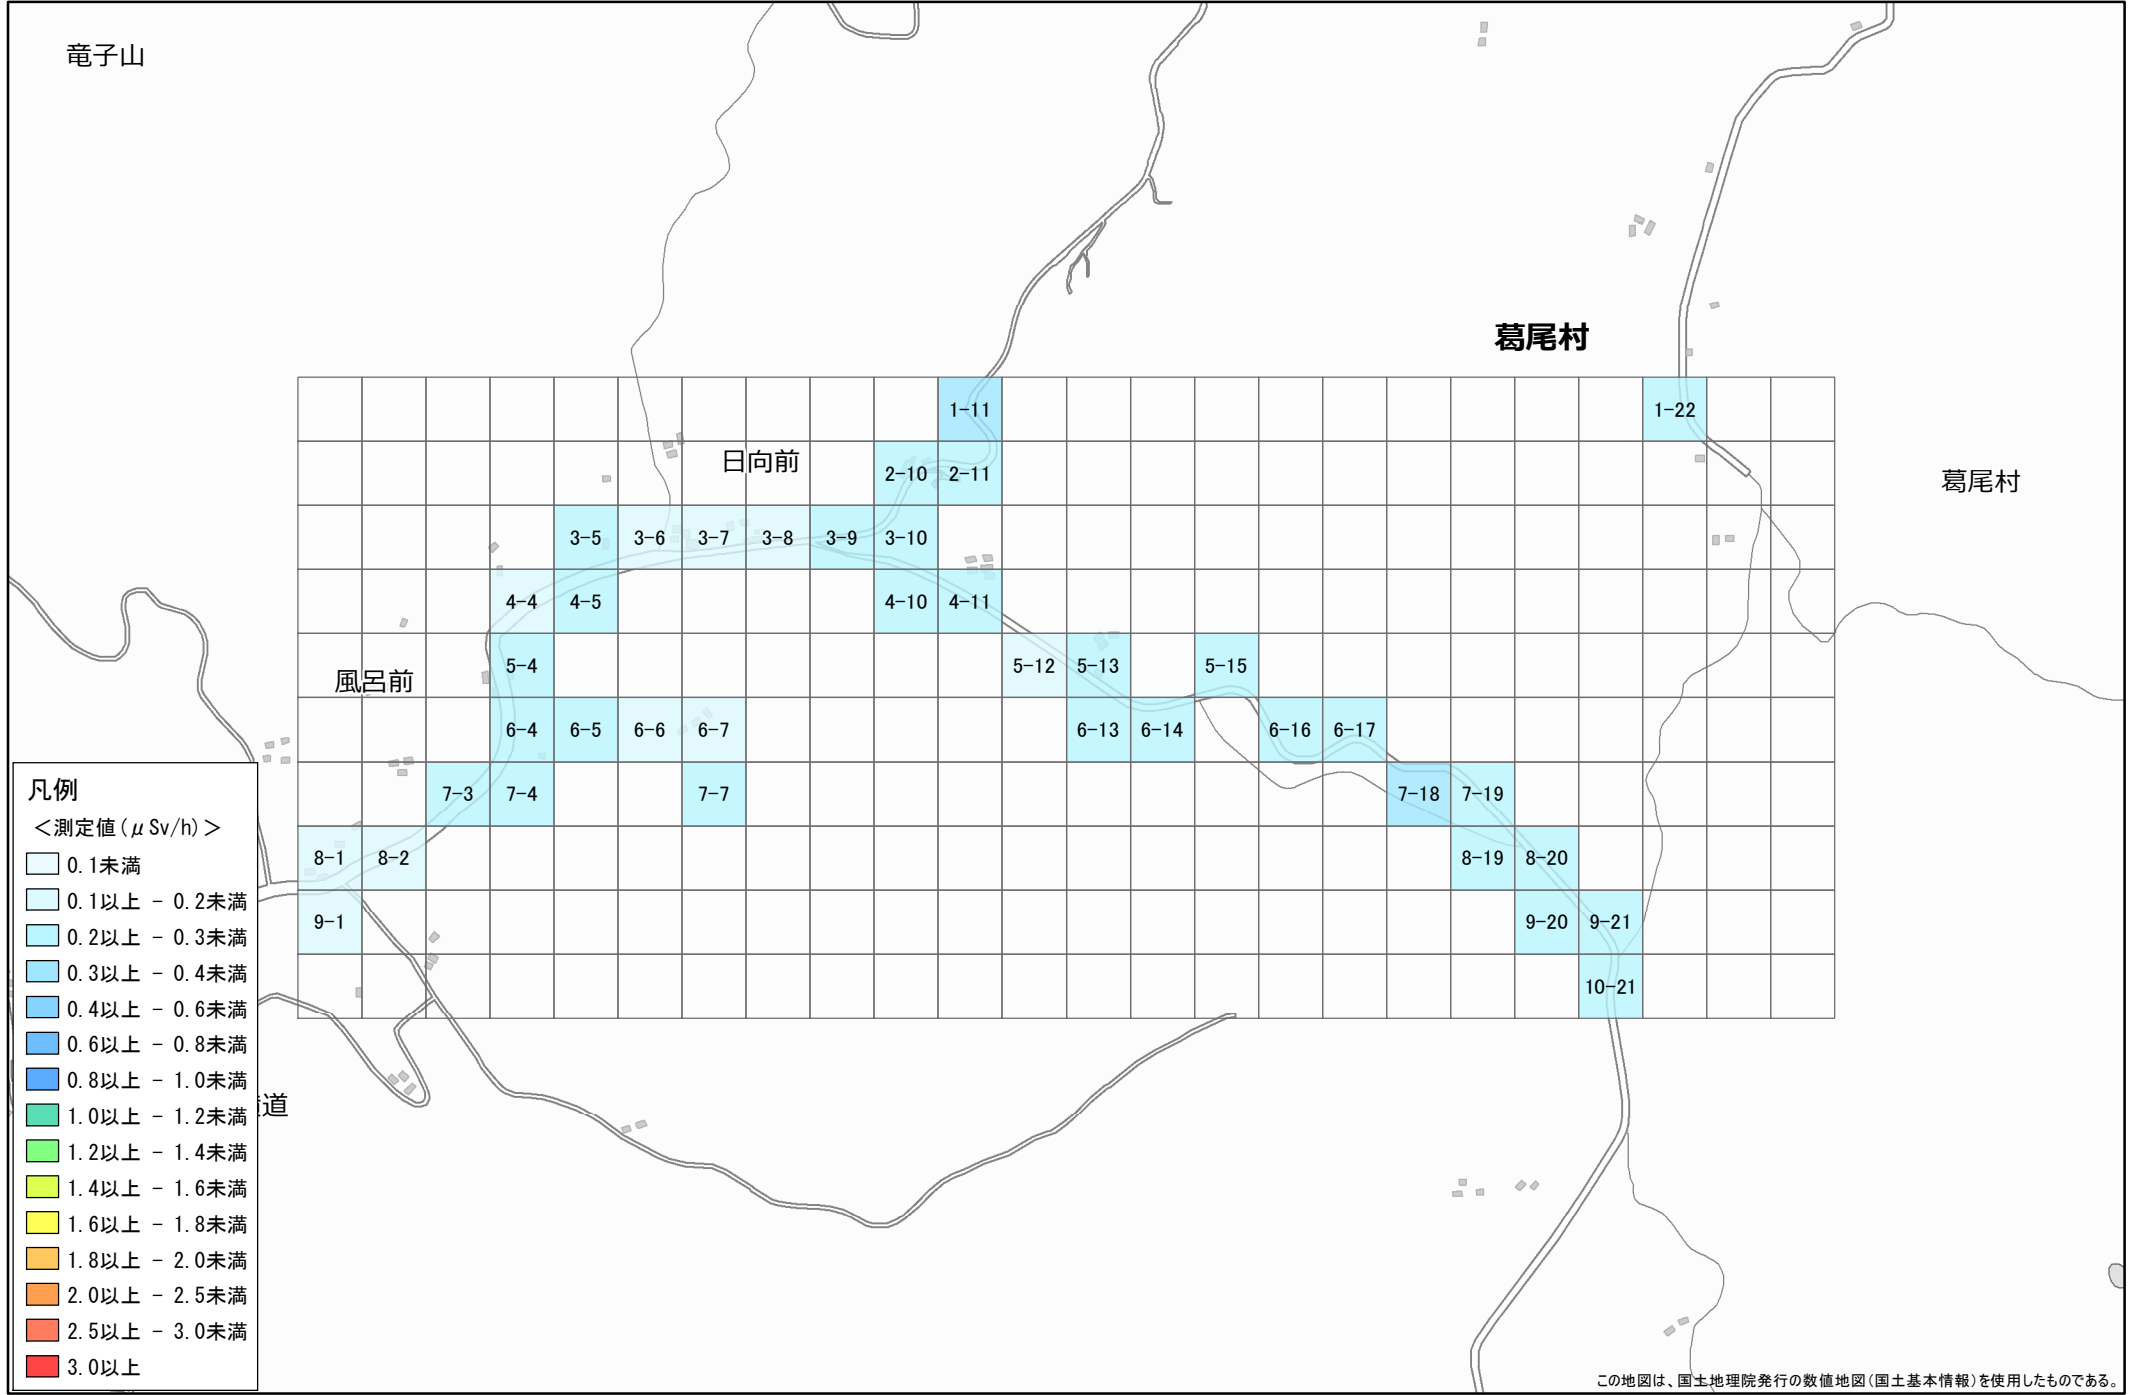 竜子山
葛尾村
1-11
1-22
日向前
2-10 2-11
葛尾村
3-5 3-6 3-7 3-8 3-9 3-10
4-4 4-5 4-10 4-11
5-4 5-12 5-13 5-15
風呂前
6-4 6-5 6-6 6-7 6-13 6-14 6-16 6-17
7-3 7-4 7-7 7-18 7-19
8-1 8-2 8-19 8-20
9-1 9-20 9-21
10-21
道
凡例
＜測定値(μSv/h)＞
0.1未満
0.1以上 - 0.2未満
0.2以上 - 0.3未満
0.3以上 - 0.4未満
0.4以上 - 0.6未満
0.6以上 - 0.8未満
0.8以上 - 1.0未満
1.0以上 - 1.2未満
1.2以上 - 1.4未満
1.4以上 - 1.6未満
1.6以上 - 1.8未満
1.8以上 - 2.0未満
2.0以上 - 2.5未満
2.5以上 - 3.0未満
3.0以上
この地図は、国土地理院発行の数値地図(国土基本情報)を使用したものである。